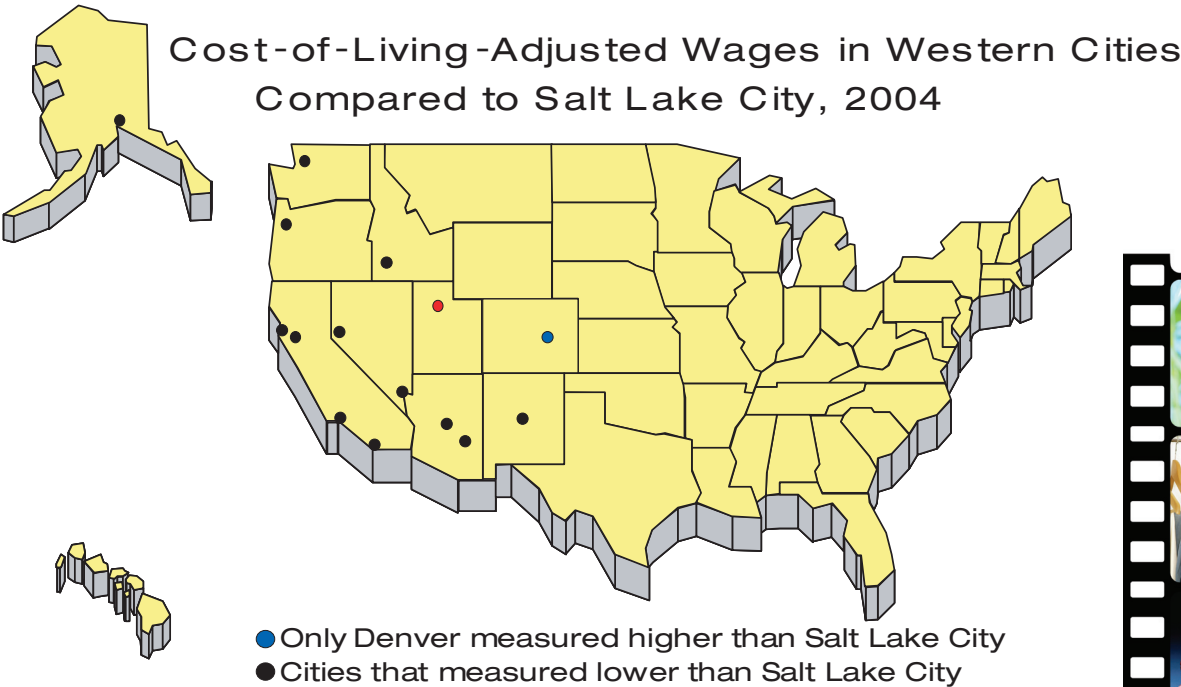 Cost-of-Living-Adjusted Wages in Western Cities
Compared to Salt Lake City, 2004
Only Denver measured higher than Salt Lake City
Cities that measured lower than Salt Lake City